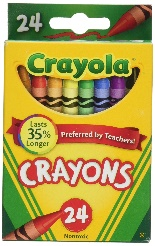 24
Crayola
Lasts
35%
Longer
Preferred by Teachers!
CRAYONS
24
Nontoxic